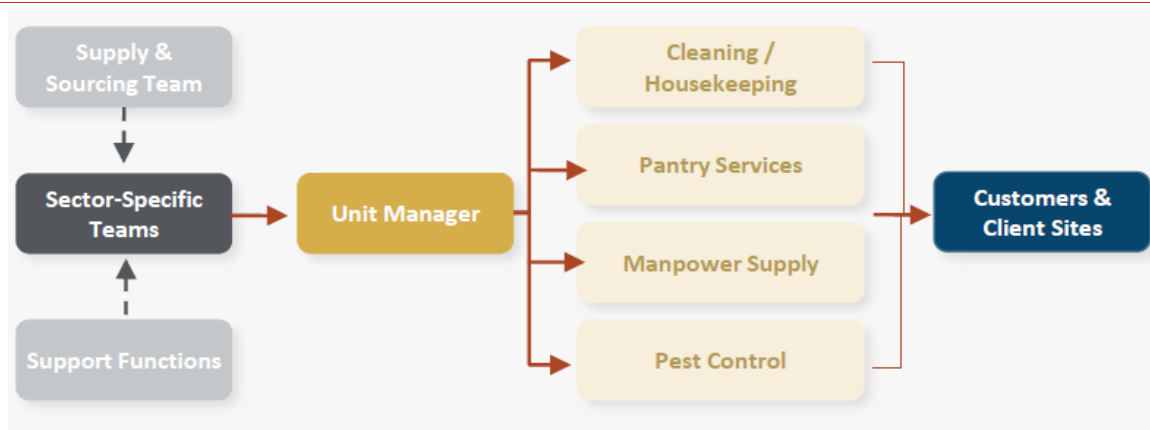 Supply &
Sourcing Team
Sector-Specific
Teams
Support Functions
Unit Manager
Cleaning /
Housekeeping
Pantry Services
Manpower Supply
Pest Control
Customers &
Client Sites